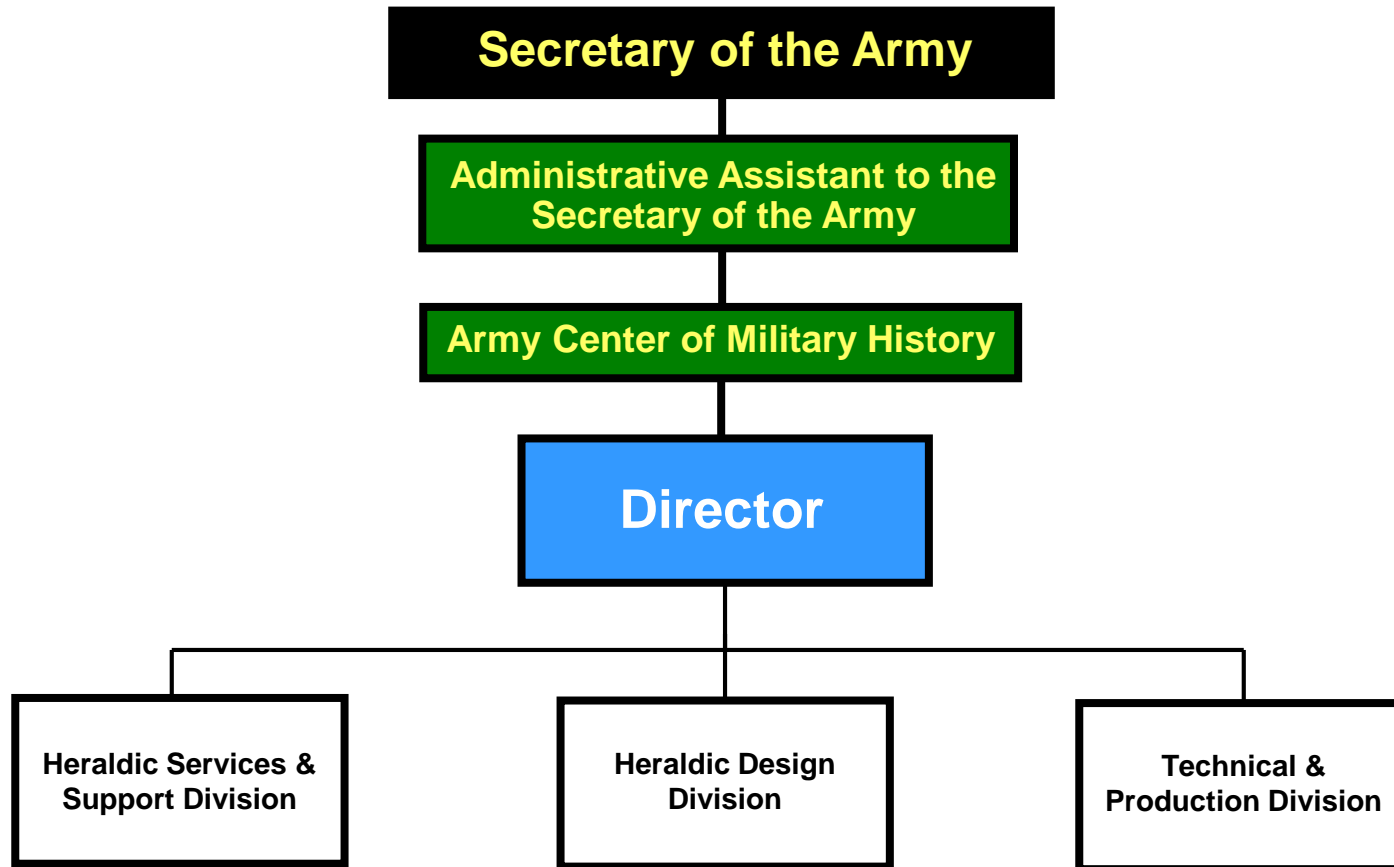 Secretary of the Army
Administrative Assistant to the
Secretary of the Army
Army Center of Military History
Director
Heraldic Services &
Support Division
Heraldic Design
Division
Technical &
Production Division